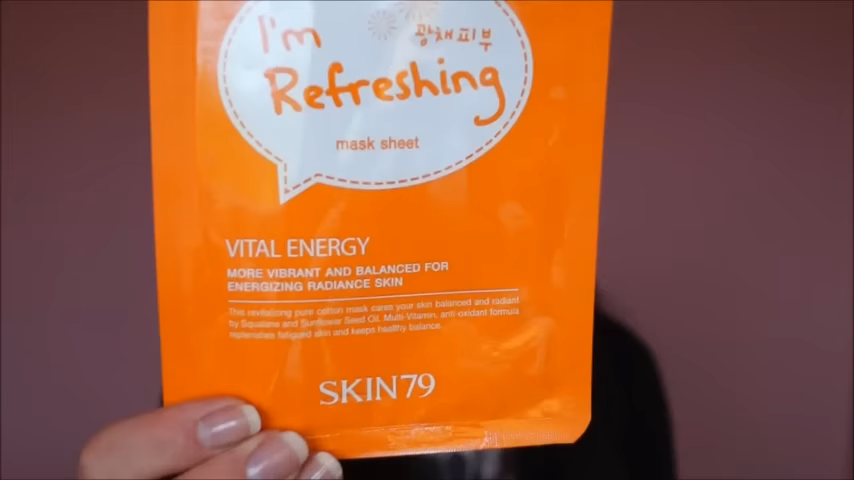 I'm
광채피부
Refreshing
mask sheet
VITAL ENERGY
MORE VIBRANT AND BALANCED FOR
ENERGIZING RADIANCE SKIN
This revitalizing pure cotton mask cares your skin balanced and radiant
by Squalane and Sunflower Seed Oil. Multi-Vitamin, anti-oxidant formula
replenishes fatigued skin and keeps healthy balance.
SKIN79